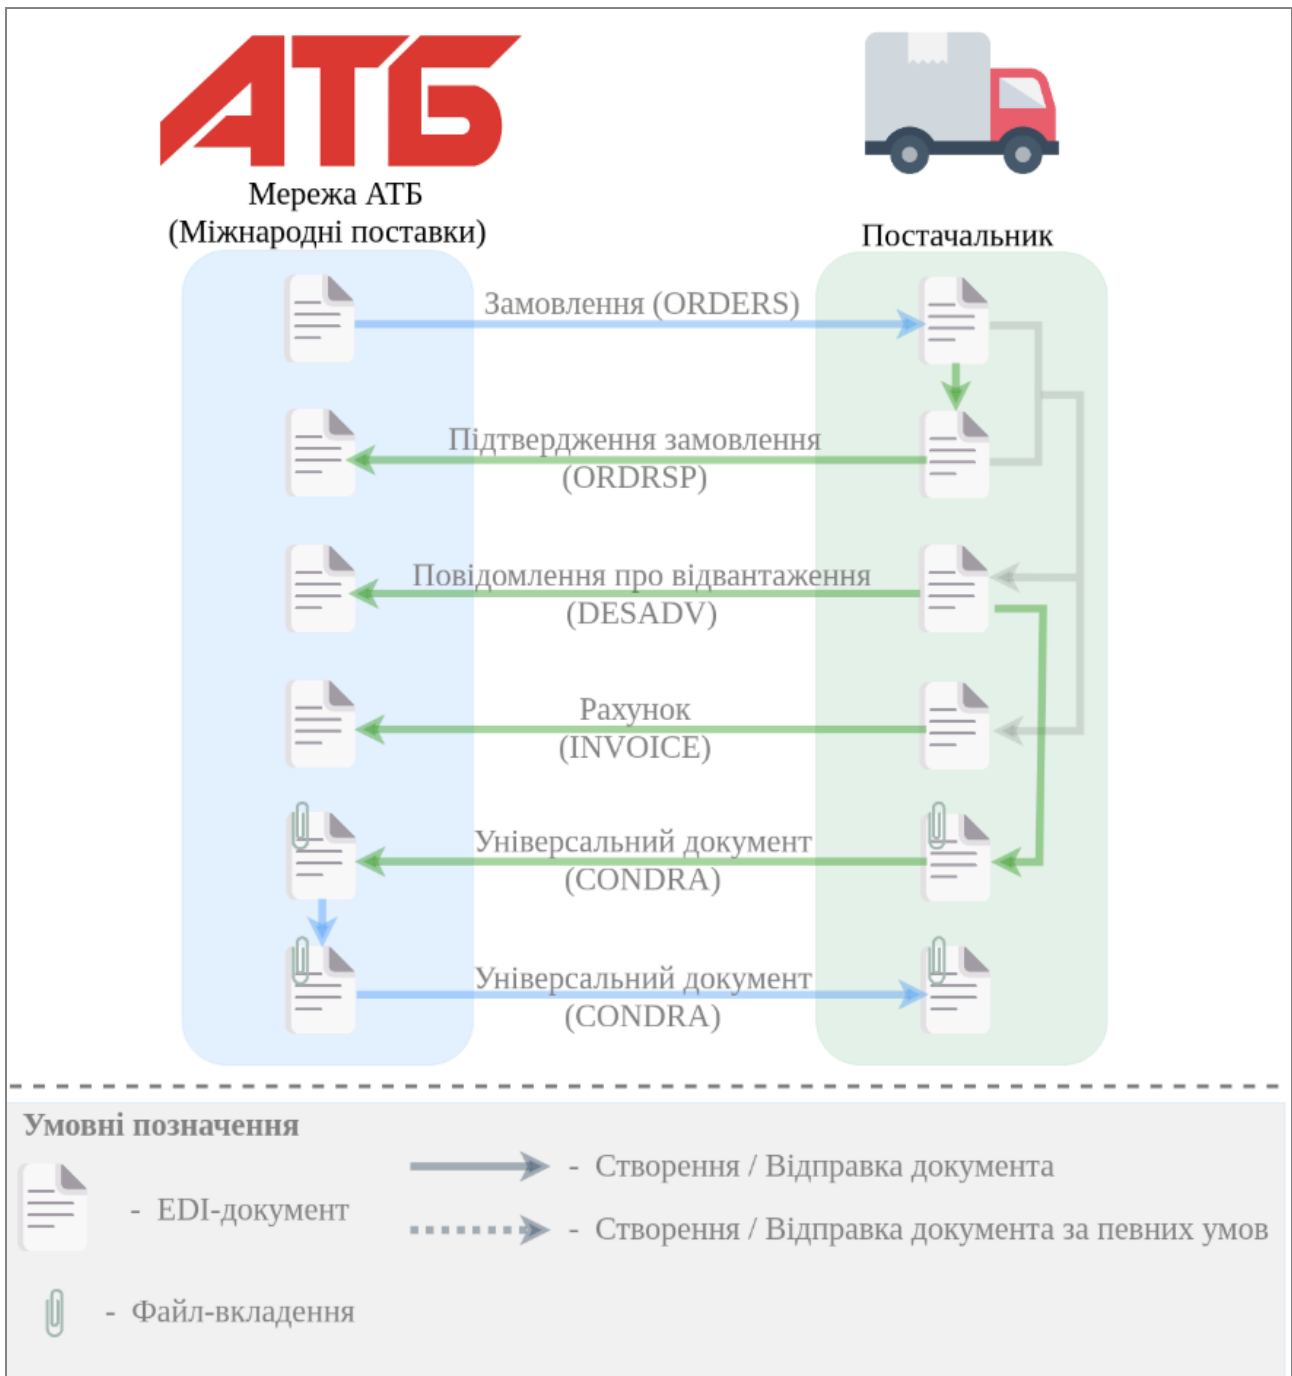 АТБ
Мережа АТБ
(Міжнародні поставки)
Постачальник
Замовлення (ORDERS)
Підтвердження замовлення
(ORDRSP)
Повідомлення про відвантаження
(DESADV)
Рахунок
(INVOICE)
Універсальний документ
(CONDRA)
Універсальний документ
(CONDRA)
Умовні позначення
- EDI-документ
- Файл-вкладення
- Створення / Відправка документа
- Створення / Відправка документа за певних умов